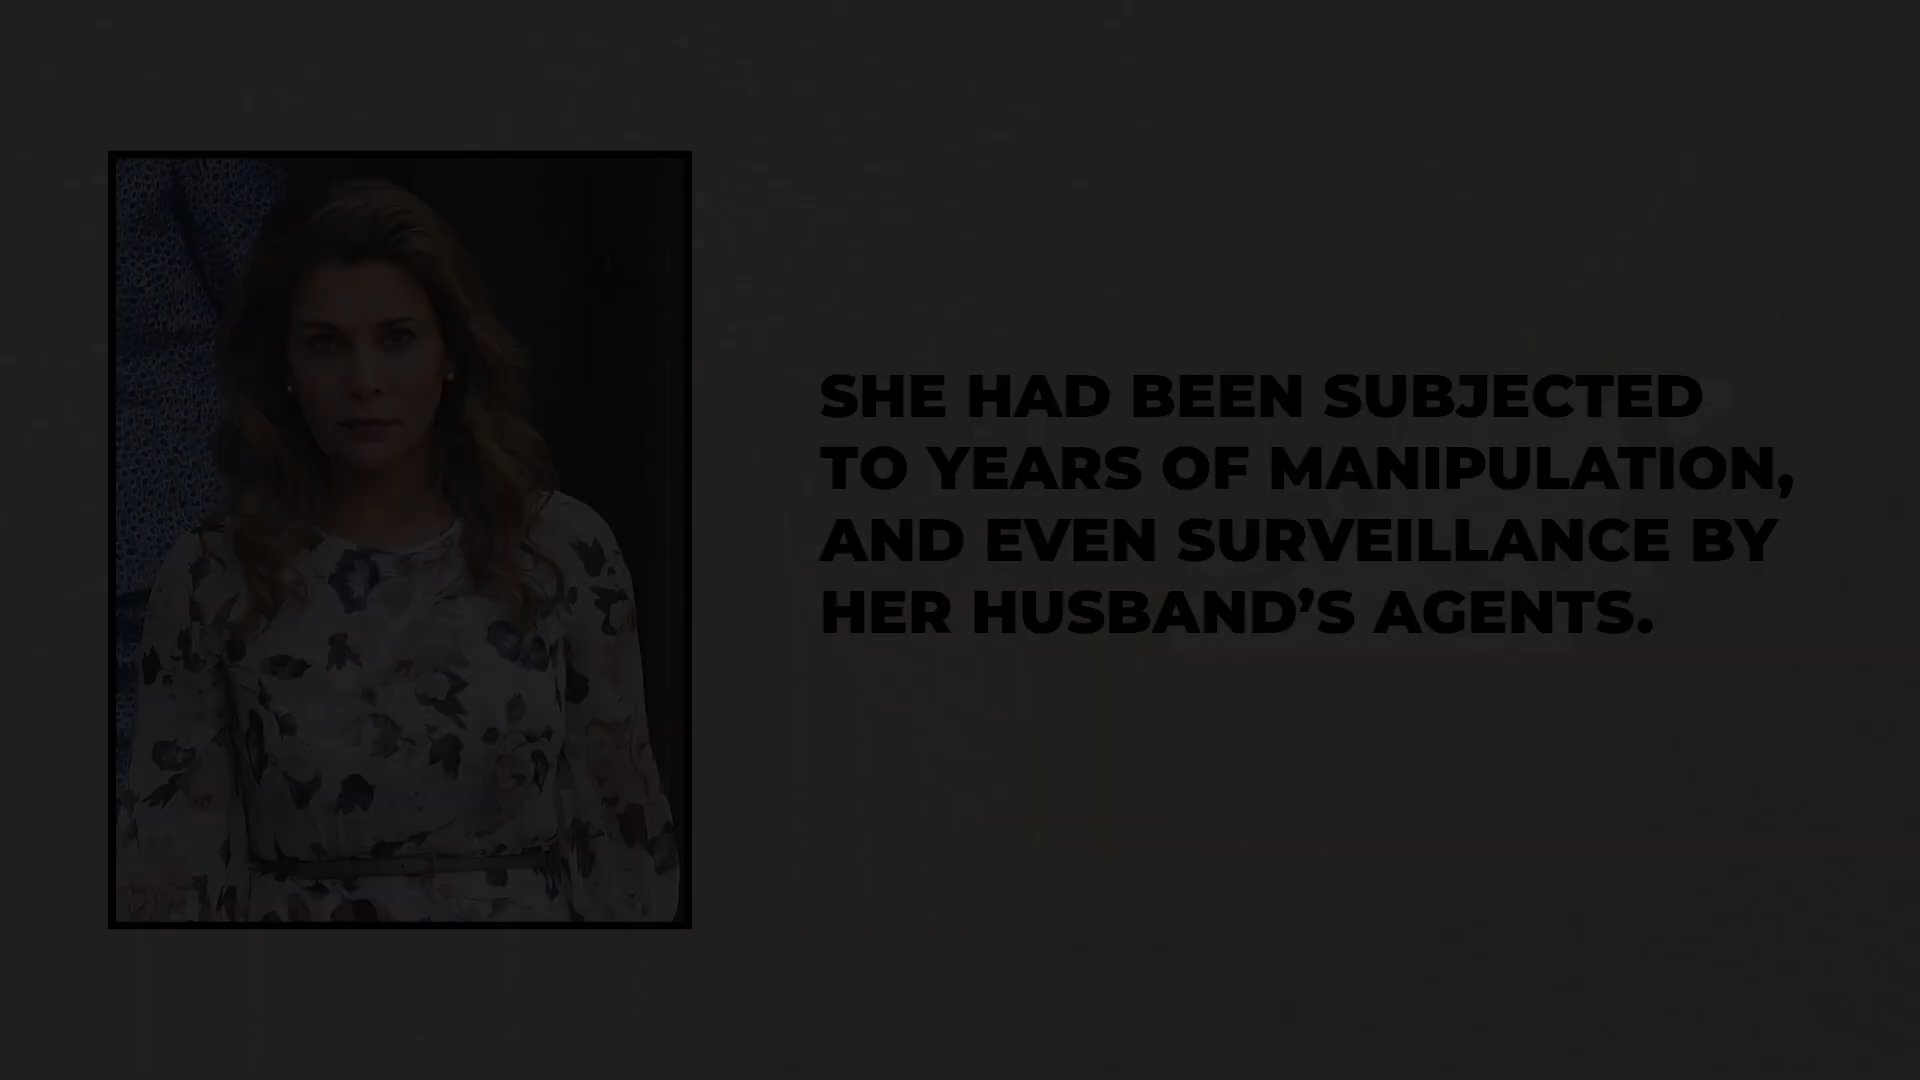 SHE HAD BEEN SUBJECTED
TO YEARS OF MANIPULATION,
AND EVEN SURVEILLANCE BY
HER HUSBAND’S AGENTS.